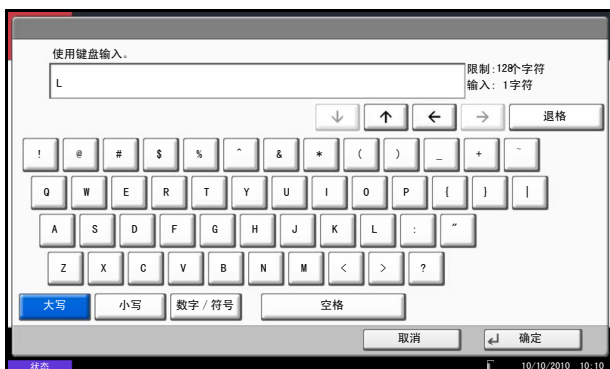 使用键盘输入。
L
限制:128个字符
输入: 1字符
↓ ↑ ← → 退格
! @ # $ % ^ & * ( ) _ + ~
Q W E R T Y U I O P { } |
A S D F G H J K L : "
Z X C V B N M < > ?
大写 小写 数字 / 符号 空格
取消 确定
状态 10/10/2010 10:10